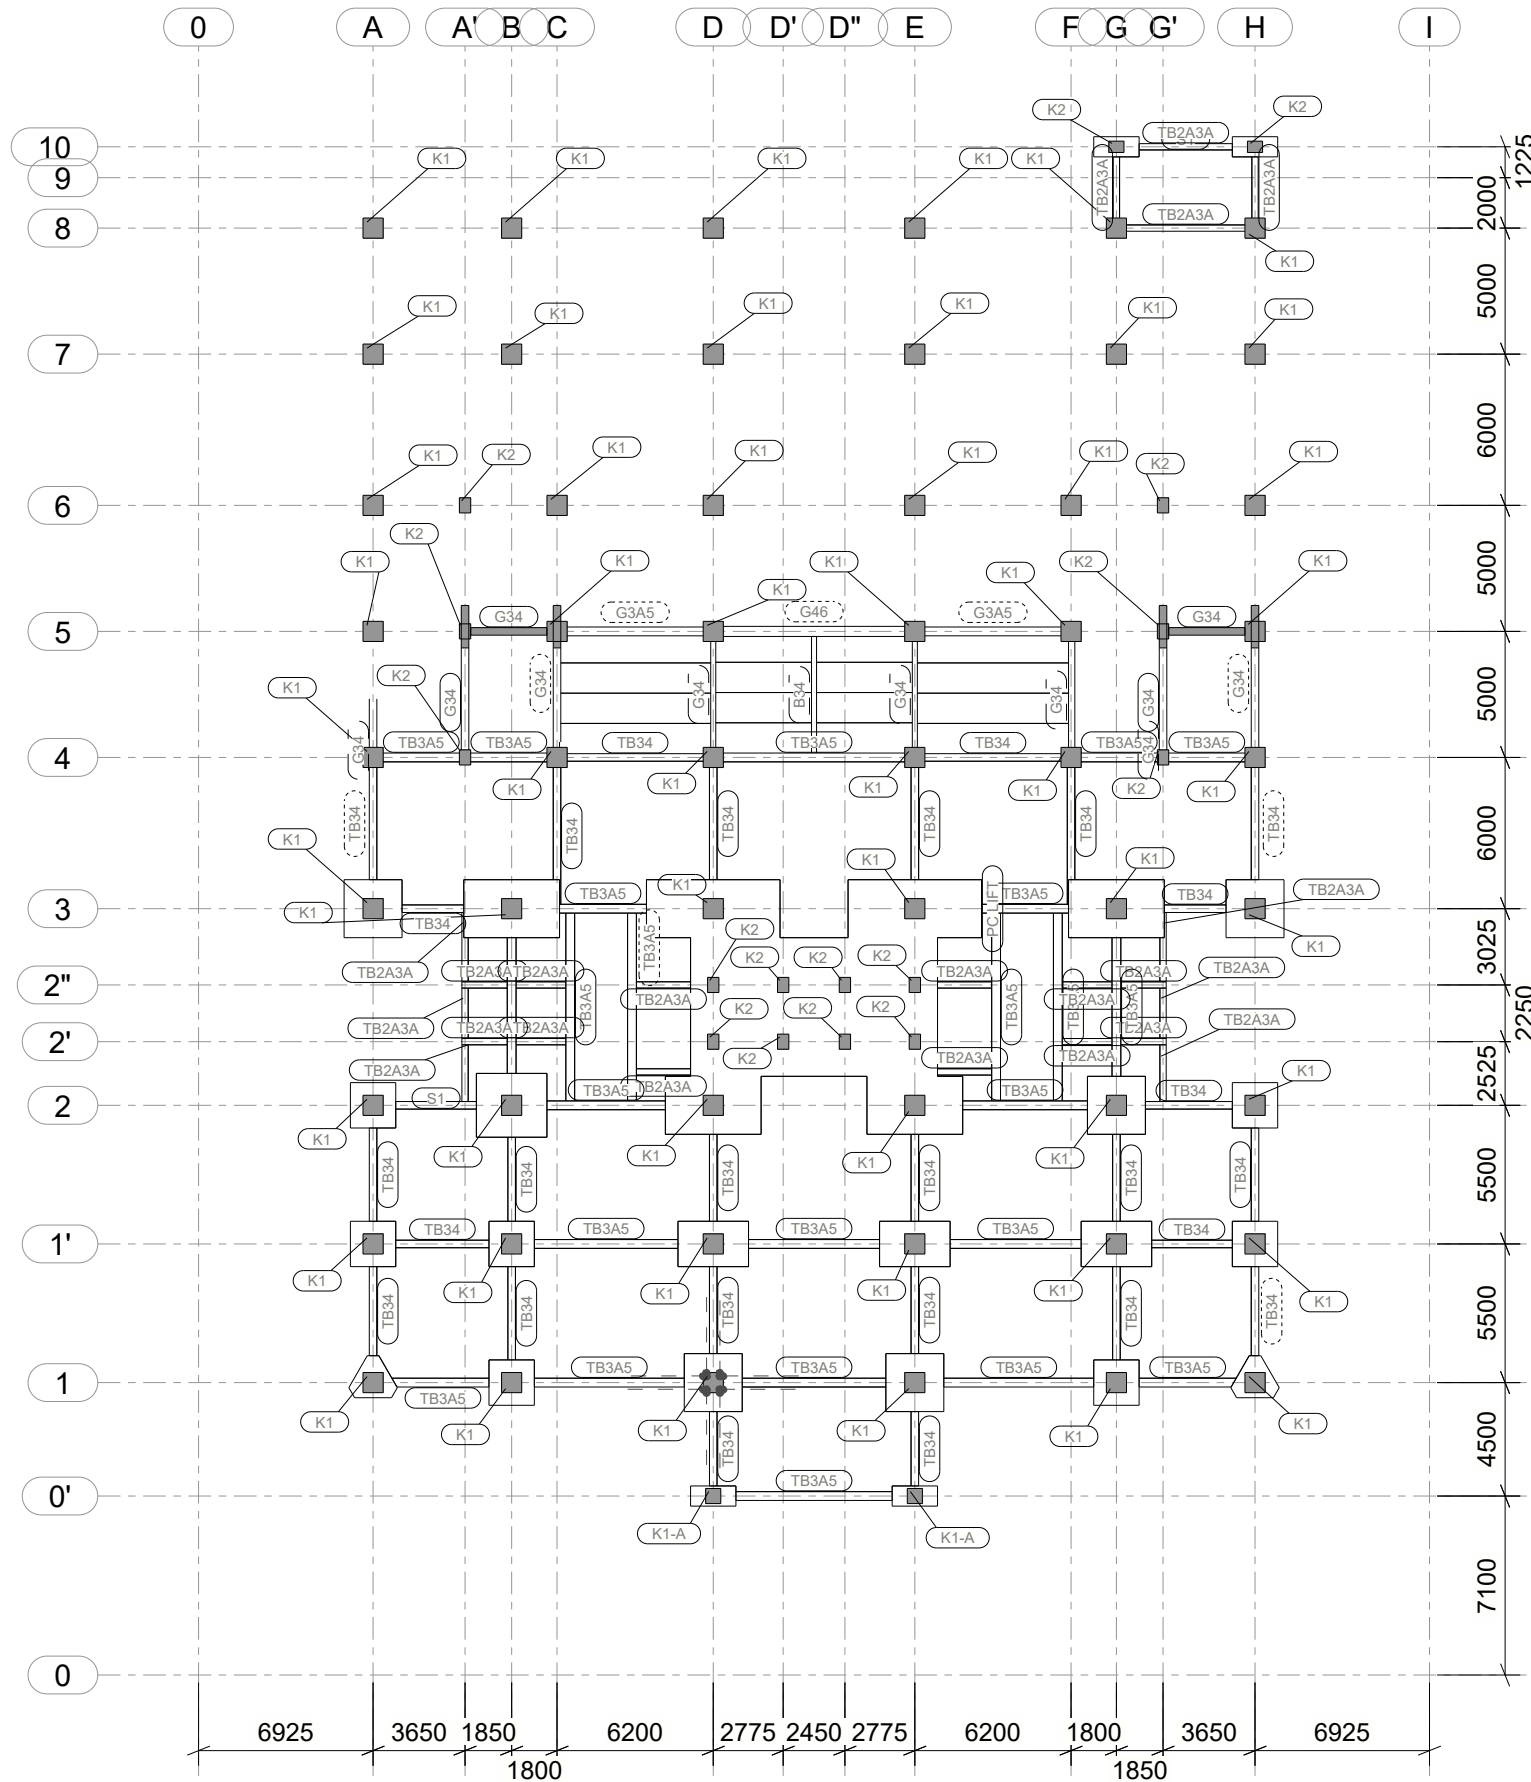 0 A A' B C D D' D" E F G G' H I
K2 K2
10 TB2A3A 1225
K1 K1 K1 K1 K1
9 TB2A3A TB2A3A 2000
8 TB2A3A
K1
5000
K1 K1 K1 K1 K1 K1
7
6000
K1 K2 K1 K1 K1 K1 K2 K1
6
K2
K1 K1 K1 K1 K2 K1 5000
K1
G34 G3A5 G46 G3A5 G34
5
K1 K2 G34 G34 G34 B34 G34 G34 G34 G34 5000
G34 TB3A5 TB3A5 TB34 TB3A5 TB34 TB3A5 G34 TB3A5
4
K1 K1 K1 K1 K2 K1
TB34 TB34 TB34 TB34 TB34 TB34 6000
K1 K1 K1
K1 TB3A5 K1 PC LIFT TB3A5 TB34 TB2A3A
3
TB34 TB3A5 K2 K1
K2 K2 K2 3025
TB2A3A TB2A3A TB2A3A TB2A3A TB2A3A TB2A3A
2"
TB3A5 TB2A3A TB3A5 TB3A5 TB2A3A TB3A5
K2 K2 K2 2250
TB2A3A TB2A3A TB2A3A TB2A3A TB2A3A
2'
K2
TB2A3A TB2A3A TB2A3A 2525
S1 TB3A5 TB2A3A TB3A5 TB34 K1
2
K1 K1 K1 K1 K1
TB34 TB34 TB34 TB34 TB34 TB34 5500
TB34 TB3A5 TB3A5 TB3A5 TB34
1'
K1 K1 K1 K1 K1 K1
TB34 TB34 TB34 TB34 TB34 TB34 5500
TB3A5 TB3A5 TB3A5 TB3A5
1
TB3A5
K1 K1 K1 K1 K1 K1
TB34 TB34 4500
TB3A5
0'
K1-A K1-A
7100
0
6925 3650 1850 6200 2775 2450 2775 6200 1800 3650 6925
1800 1850